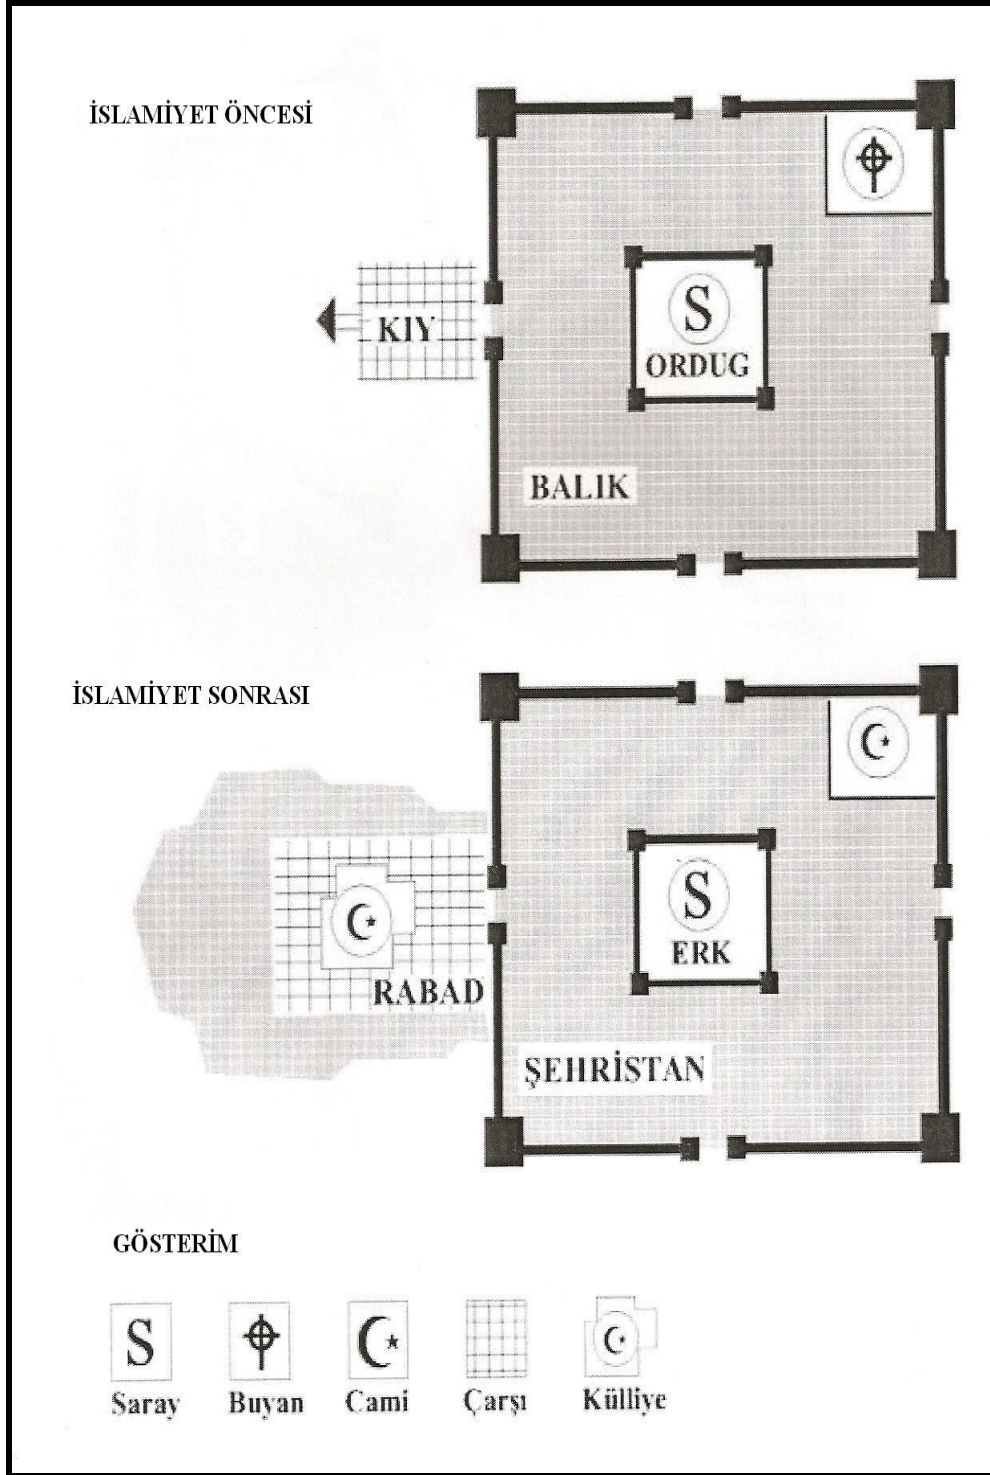 İSLAMİYET ÖNCESİ
S
ORDUG
KIY
BALIK
İSLAMİYET SONRASI
S
ERK
RABAD
ŞEHRİSTAN
GÖSTERİM
S
Saray Buyan Cami Çarşı Külliye